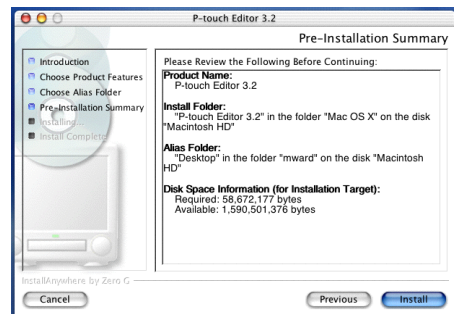 P-touch Editor 3.2
Pre-Installation Summary
Introduction
Choose Product Features
Choose Alias Folder
Pre-Installation Summary
Installing...
Install Complete
Please Review the Following Before Continuing:
Product Name:
P-touch Editor 3.2
Install Folder:
"P-touch Editor 3.2" in the folder "Mac OS X" on the disk
"Macintosh HD"
Alias Folder:
"Desktop" in the folder "mward" on the disk "Macintosh
HD"
Disk Space Information (for Installation Target):
Required: 58,672,177 bytes
Available: 1,590,501,376 bytes
InstallAnywhere by Zero G
Cancel
Previous
Install